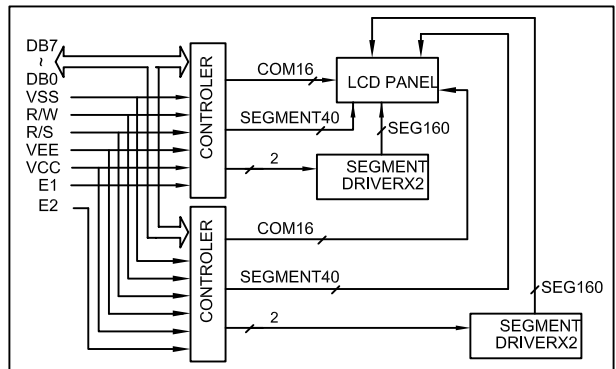 DB7
~
DB0
VSS
R/W
R/S
VEE
VCC
E1
E2
CONTROLER
COM16
SEGMENT40
2
LCD PANEL
SEG160
SEGMENT
DRIVERX2
CONTROLER
COM16
SEGMENT40
2
SEG160
SEGMENT
DRIVERX2